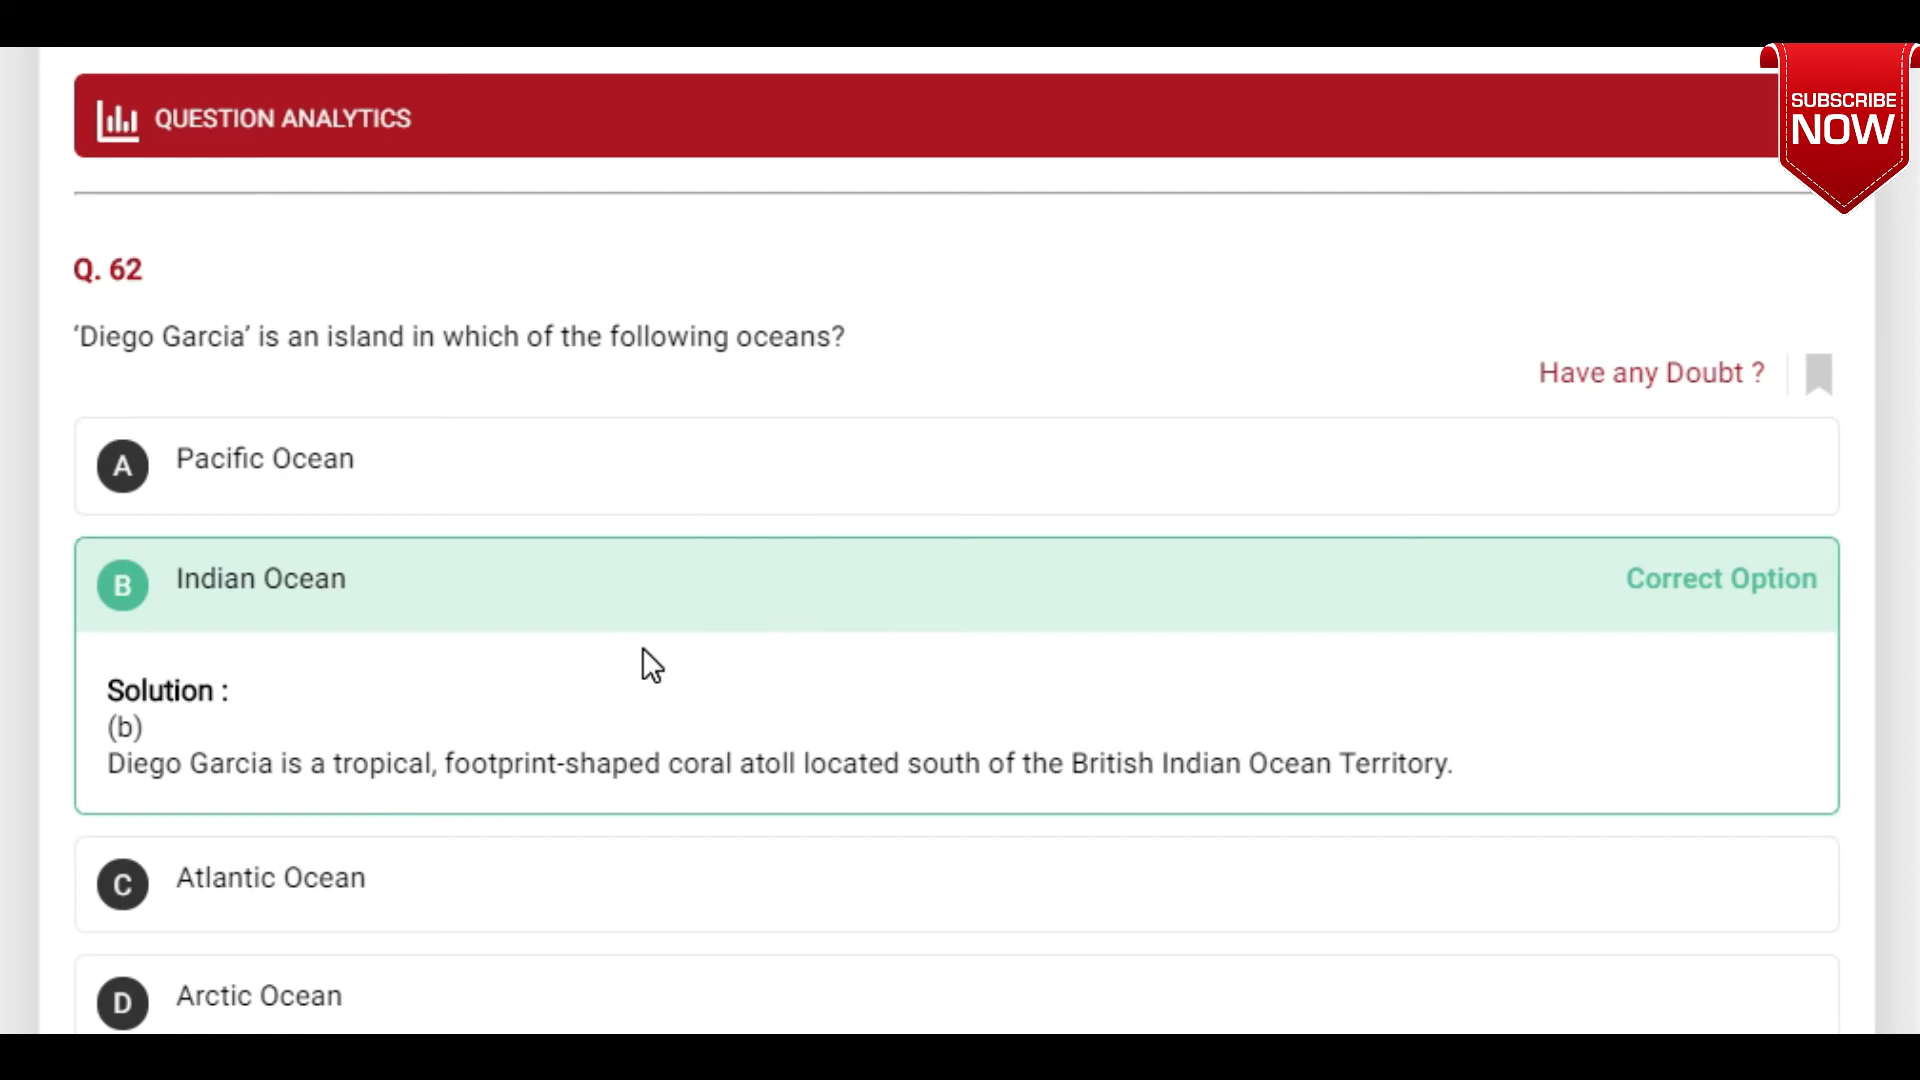 SUBSCRIBE
NOW
QUESTION ANALYTICS
Q. 62
‘Diego Garcia’ is an island in which of the following oceans?
Have any Doubt ?
A Pacific Ocean
B Indian Ocean Correct Option
Solution :
(b)
Diego Garcia is a tropical, footprint-shaped coral atoll located south of the British Indian Ocean Territory.
C Atlantic Ocean
D Arctic Ocean